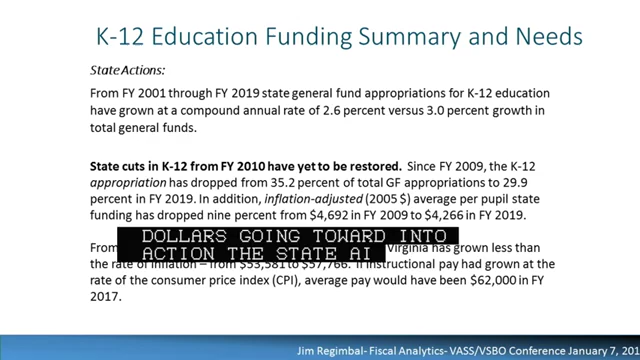 K-12 Education Funding Summary and Needs
State Actions:
From FY 2001 through FY 2019 state general fund appropriations for K-12 education
have grown at a compound annual rate of 2.6 percent versus 3.0 percent growth in
total general funds.
State cuts in K-12 from FY 2010 have yet to be restored. Since FY 2009, the K-12
appropriation has dropped from 35.2 percent of total GF appropriations to 29.9
percent in FY 2019. In addition, inflation-adjusted (2005 $) average per pupil state
funding has dropped nine percent from $4,692 in FY 2009 to $4,266 in FY 2019.
DOLLARS GOING TOWARD INTO
ACTION THE STATE AI
From Virginia has grown less than
the rate of inflation – from $53,581 to $57,766. If instructional pay had grown at the
rate of the consumer price index (CPI), average pay would have been $62,000 in FY
2017.
Jim Regimbal- Fiscal Analytics- VASS/VSBO Conference January 7, 201